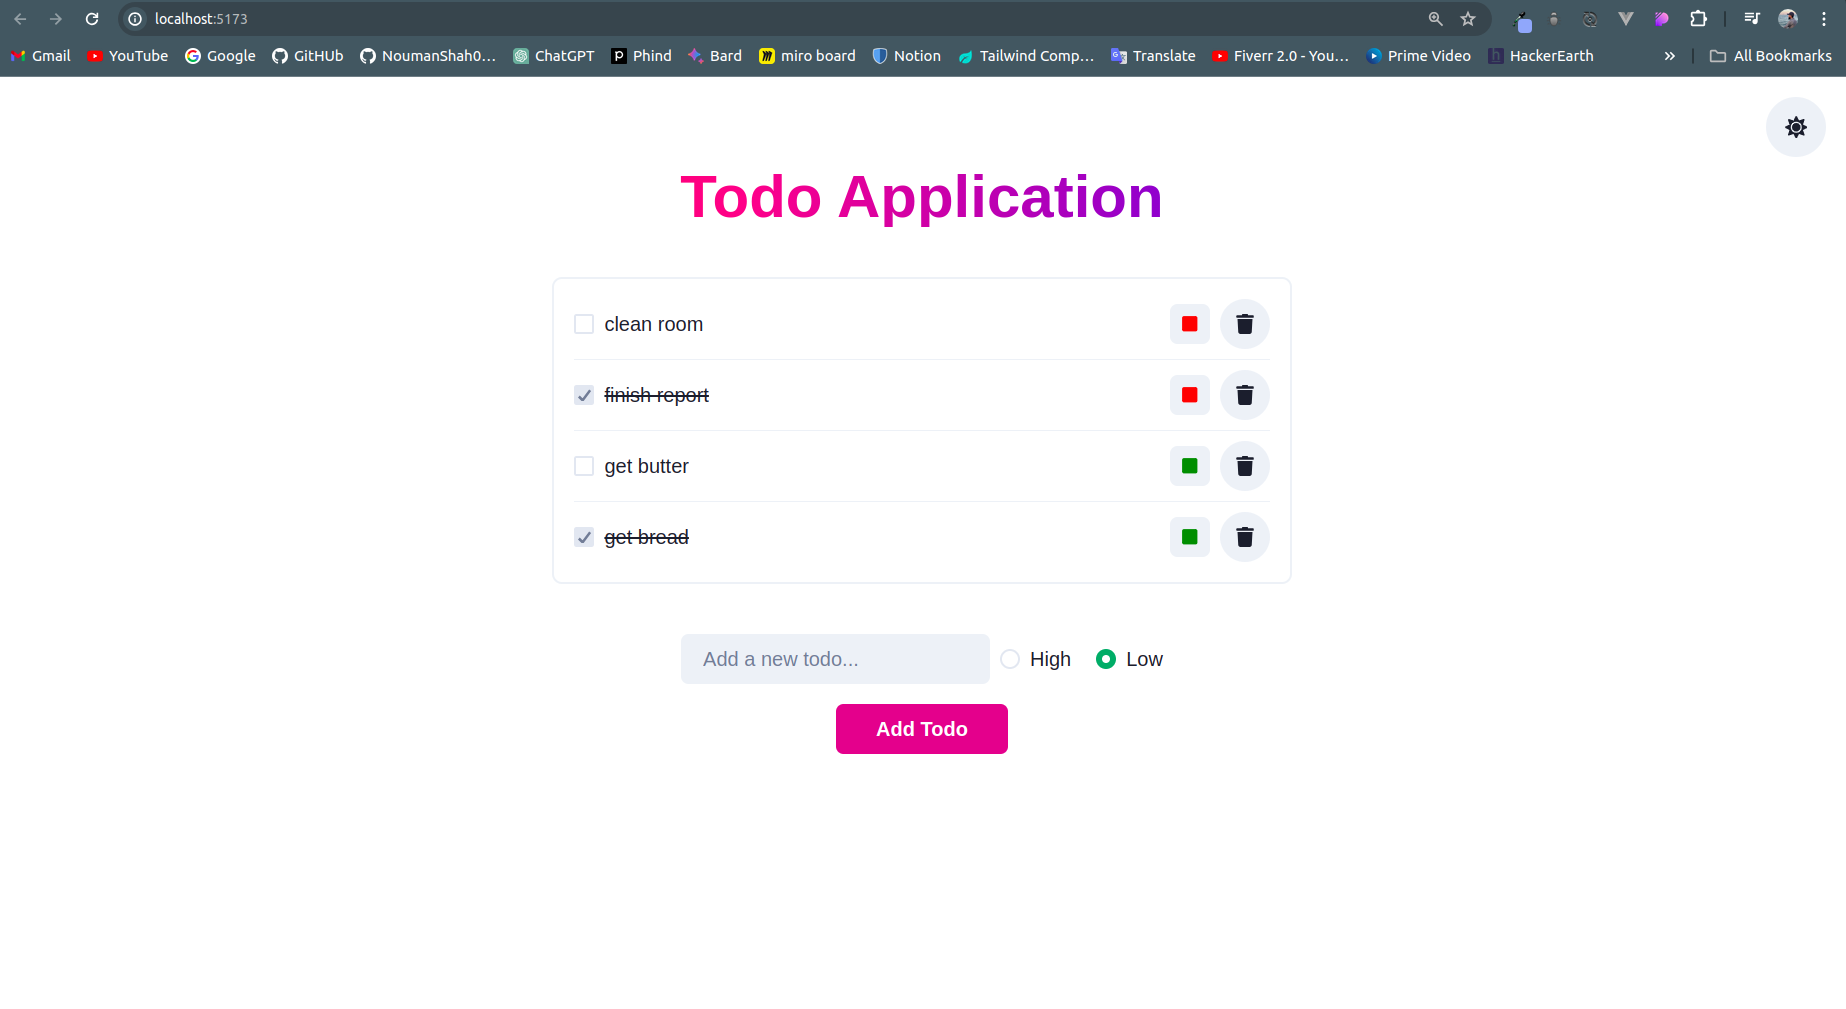 localhost:5173
Gmail YouTube Google GitHUb NoumanShah0... ChatGPT Phind Bard miro board Notion Tailwind Comp... Translate Fiverr 2.0 - You... Prime Video HackerEarth » All Bookmarks
Todo Application
clean room
finish report
get butter
get bread
Add a new todo... High Low
Add Todo